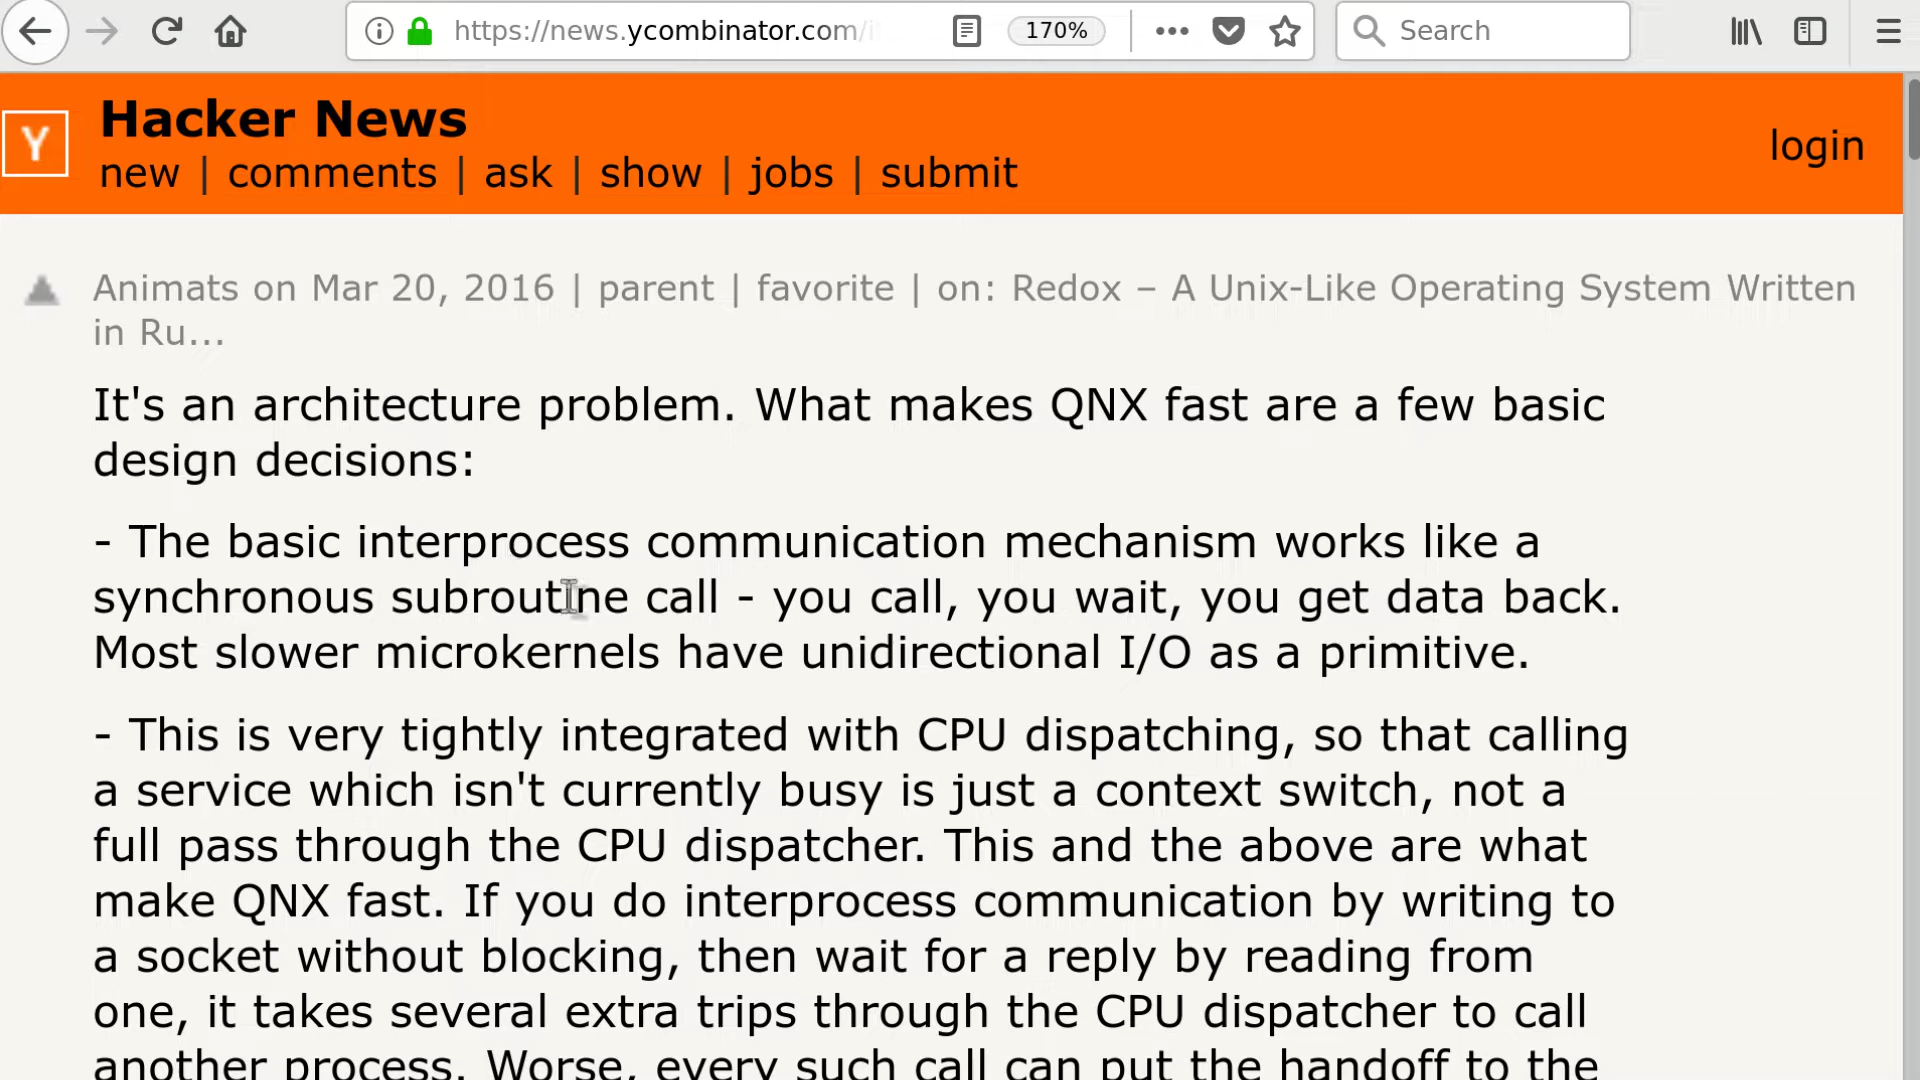 https://news.ycombinator.com/i
170%
Search
Y
Hacker News
new | comments | ask | show | jobs | submit
login
Animats on Mar 20, 2016 | parent | favorite | on: Redox – A Unix-Like Operating System Written
in Ru...
It's an architecture problem. What makes QNX fast are a few basic
design decisions:
- The basic interprocess communication mechanism works like a
synchronous subroutine call - you call, you wait, you get data back.
Most slower microkernels have unidirectional I/O as a primitive.
- This is very tightly integrated with CPU dispatching, so that calling
a service which isn't currently busy is just a context switch, not a
full pass through the CPU dispatcher. This and the above are what
make QNX fast. If you do interprocess communication by writing to
a socket without blocking, then wait for a reply by reading from
one, it takes several extra trips through the CPU dispatcher to call
another process. Worse, every such call can put the handoff to the